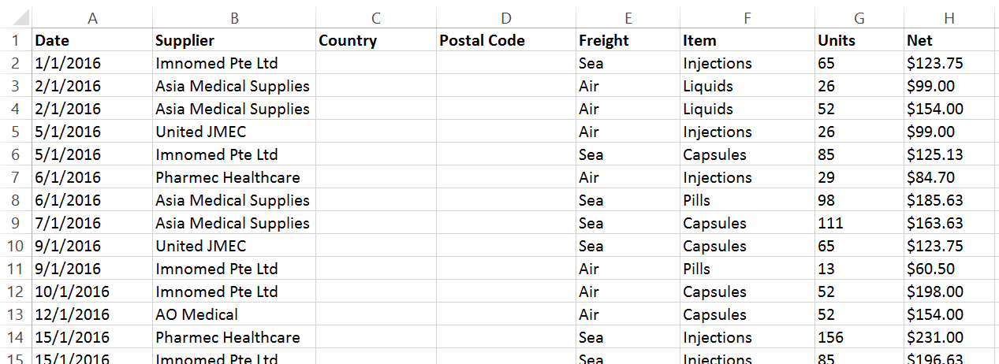 A B C D E F G H
1 Date Supplier Country Postal Code Freight Item Units Net
2 1/1/2016 Imnomed Pte Ltd Sea Injections 65 $123.75
3 2/1/2016 Asia Medical Supplies Air Liquids 26 $99.00
4 2/1/2016 Asia Medical Supplies Air Liquids 52 $154.00
5 5/1/2016 United JMEC Air Injections 26 $99.00
6 5/1/2016 Imnomed Pte Ltd Sea Capsules 85 $125.13
7 6/1/2016 Pharmec Healthcare Air Injections 29 $84.70
8 6/1/2016 Asia Medical Supplies Sea Pills 98 $185.63
9 7/1/2016 Asia Medical Supplies Sea Capsules 111 $163.63
10 9/1/2016 United JMEC Sea Capsules 65 $123.75
11 9/1/2016 Imnomed Pte Ltd Air Pills 13 $60.50
12 10/1/2016 Imnomed Pte Ltd Air Capsules 52 $198.00
13 12/1/2016 AO Medical Air Capsules 52 $154.00
14 15/1/2016 Pharmec Healthcare Sea Injections 156 $231.00
15 15/1/2016 Imnomed Pte Ltd Sea Injections 85 $196.63